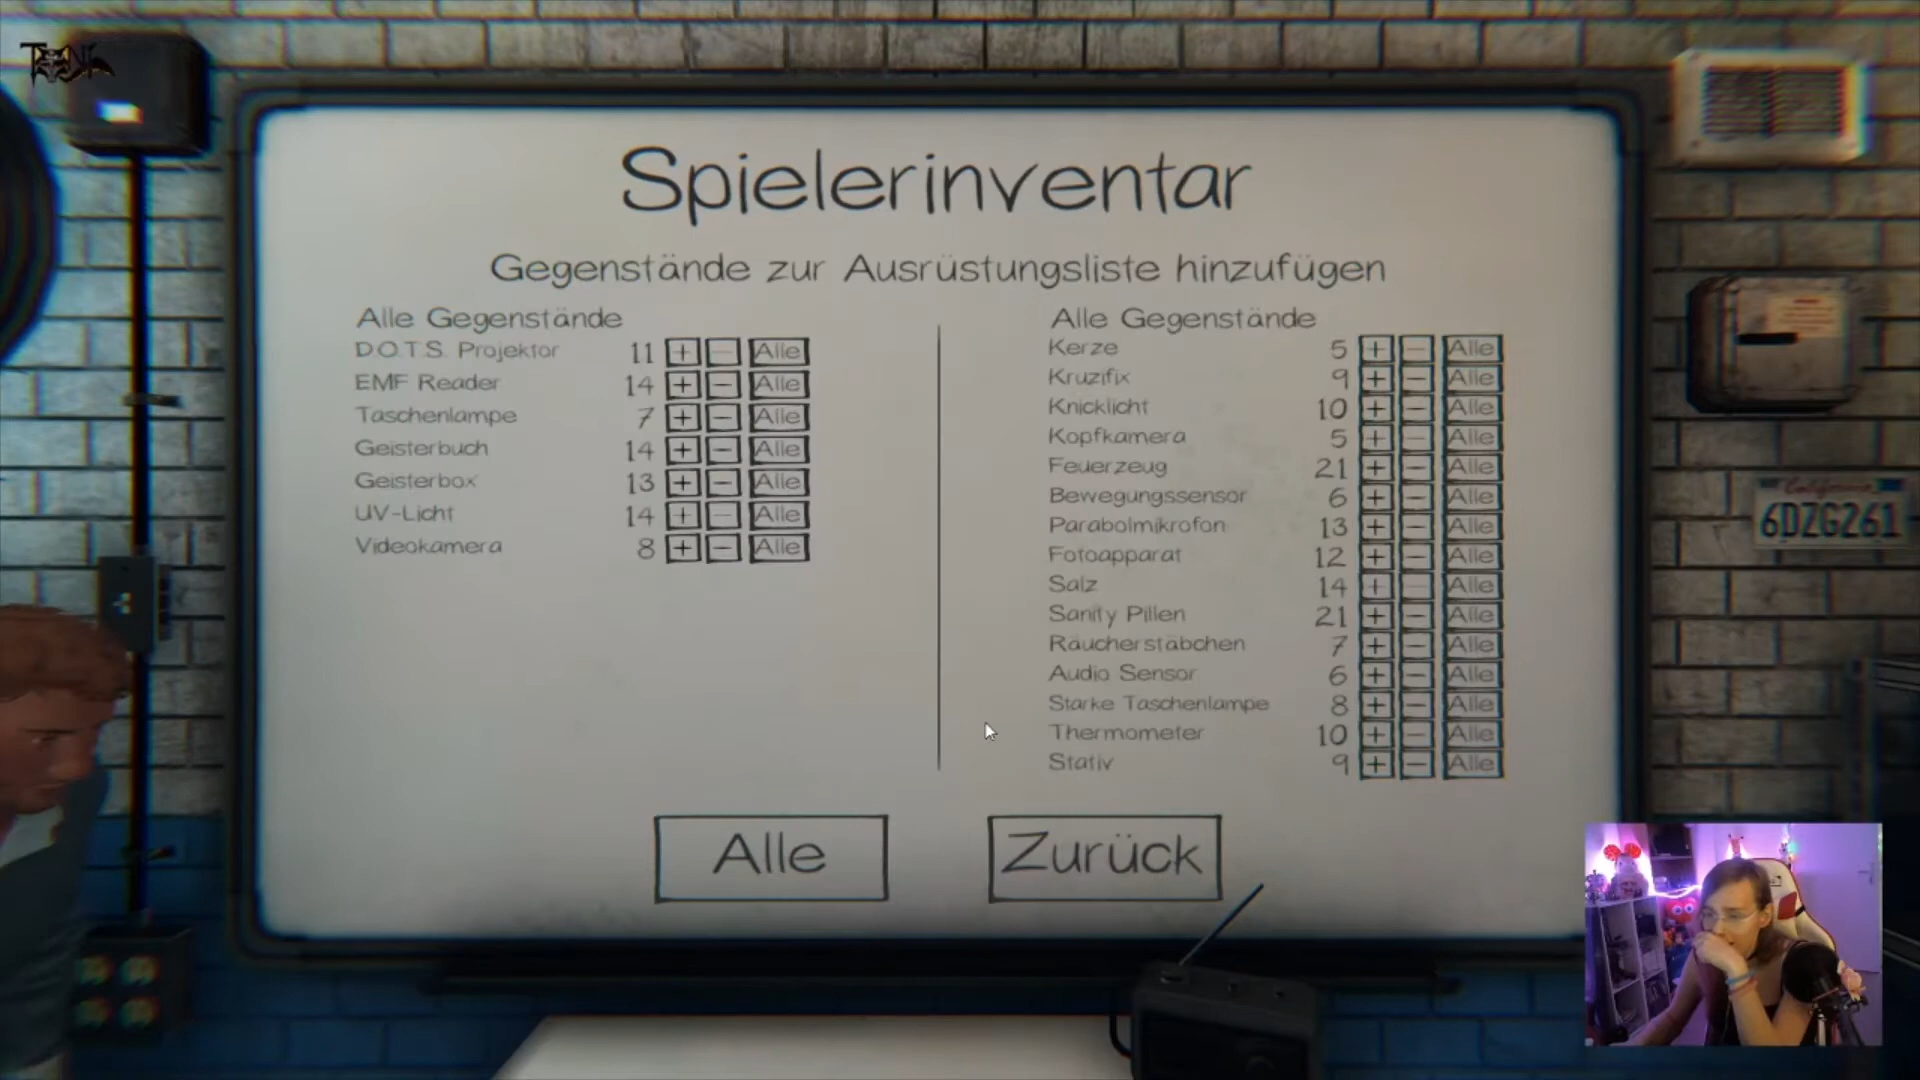 Spielerinventar
Gegenstände zur Ausrüstungsliste hinzufügen
Alle Gegenstände
D.O.T.S. Projektor 11 + - Alle
EMF Reader 14 + - Alle
Taschenlampe 7 + - Alle
Geisterbuch 14 + - Alle
Geisterbox 13 + - Alle
UV-Licht 14 + - Alle
Videokamera 8 + - Alle
Alle Gegenstände
Kerze 5 + - Alle
Kruzifix 9 + - Alle
Knicklicht 10 + - Alle
Kopfkamera 5 + - Alle
Feuerzeug 21 + - Alle
Bewegungssensor 6 + - Alle
Parabolmikrofon 13 + - Alle
Fotoapparat 12 + - Alle
Salz 14 + - Alle
Sanity Pillen 21 + - Alle
Räucherstäbchen 7 + - Alle
Audio Sensor 6 + - Alle
Starke Taschenlampe 8 + - Alle
Thermometer 10 + - Alle
Stativ 9 + - Alle
Alle
Zurück
California
6DZG261